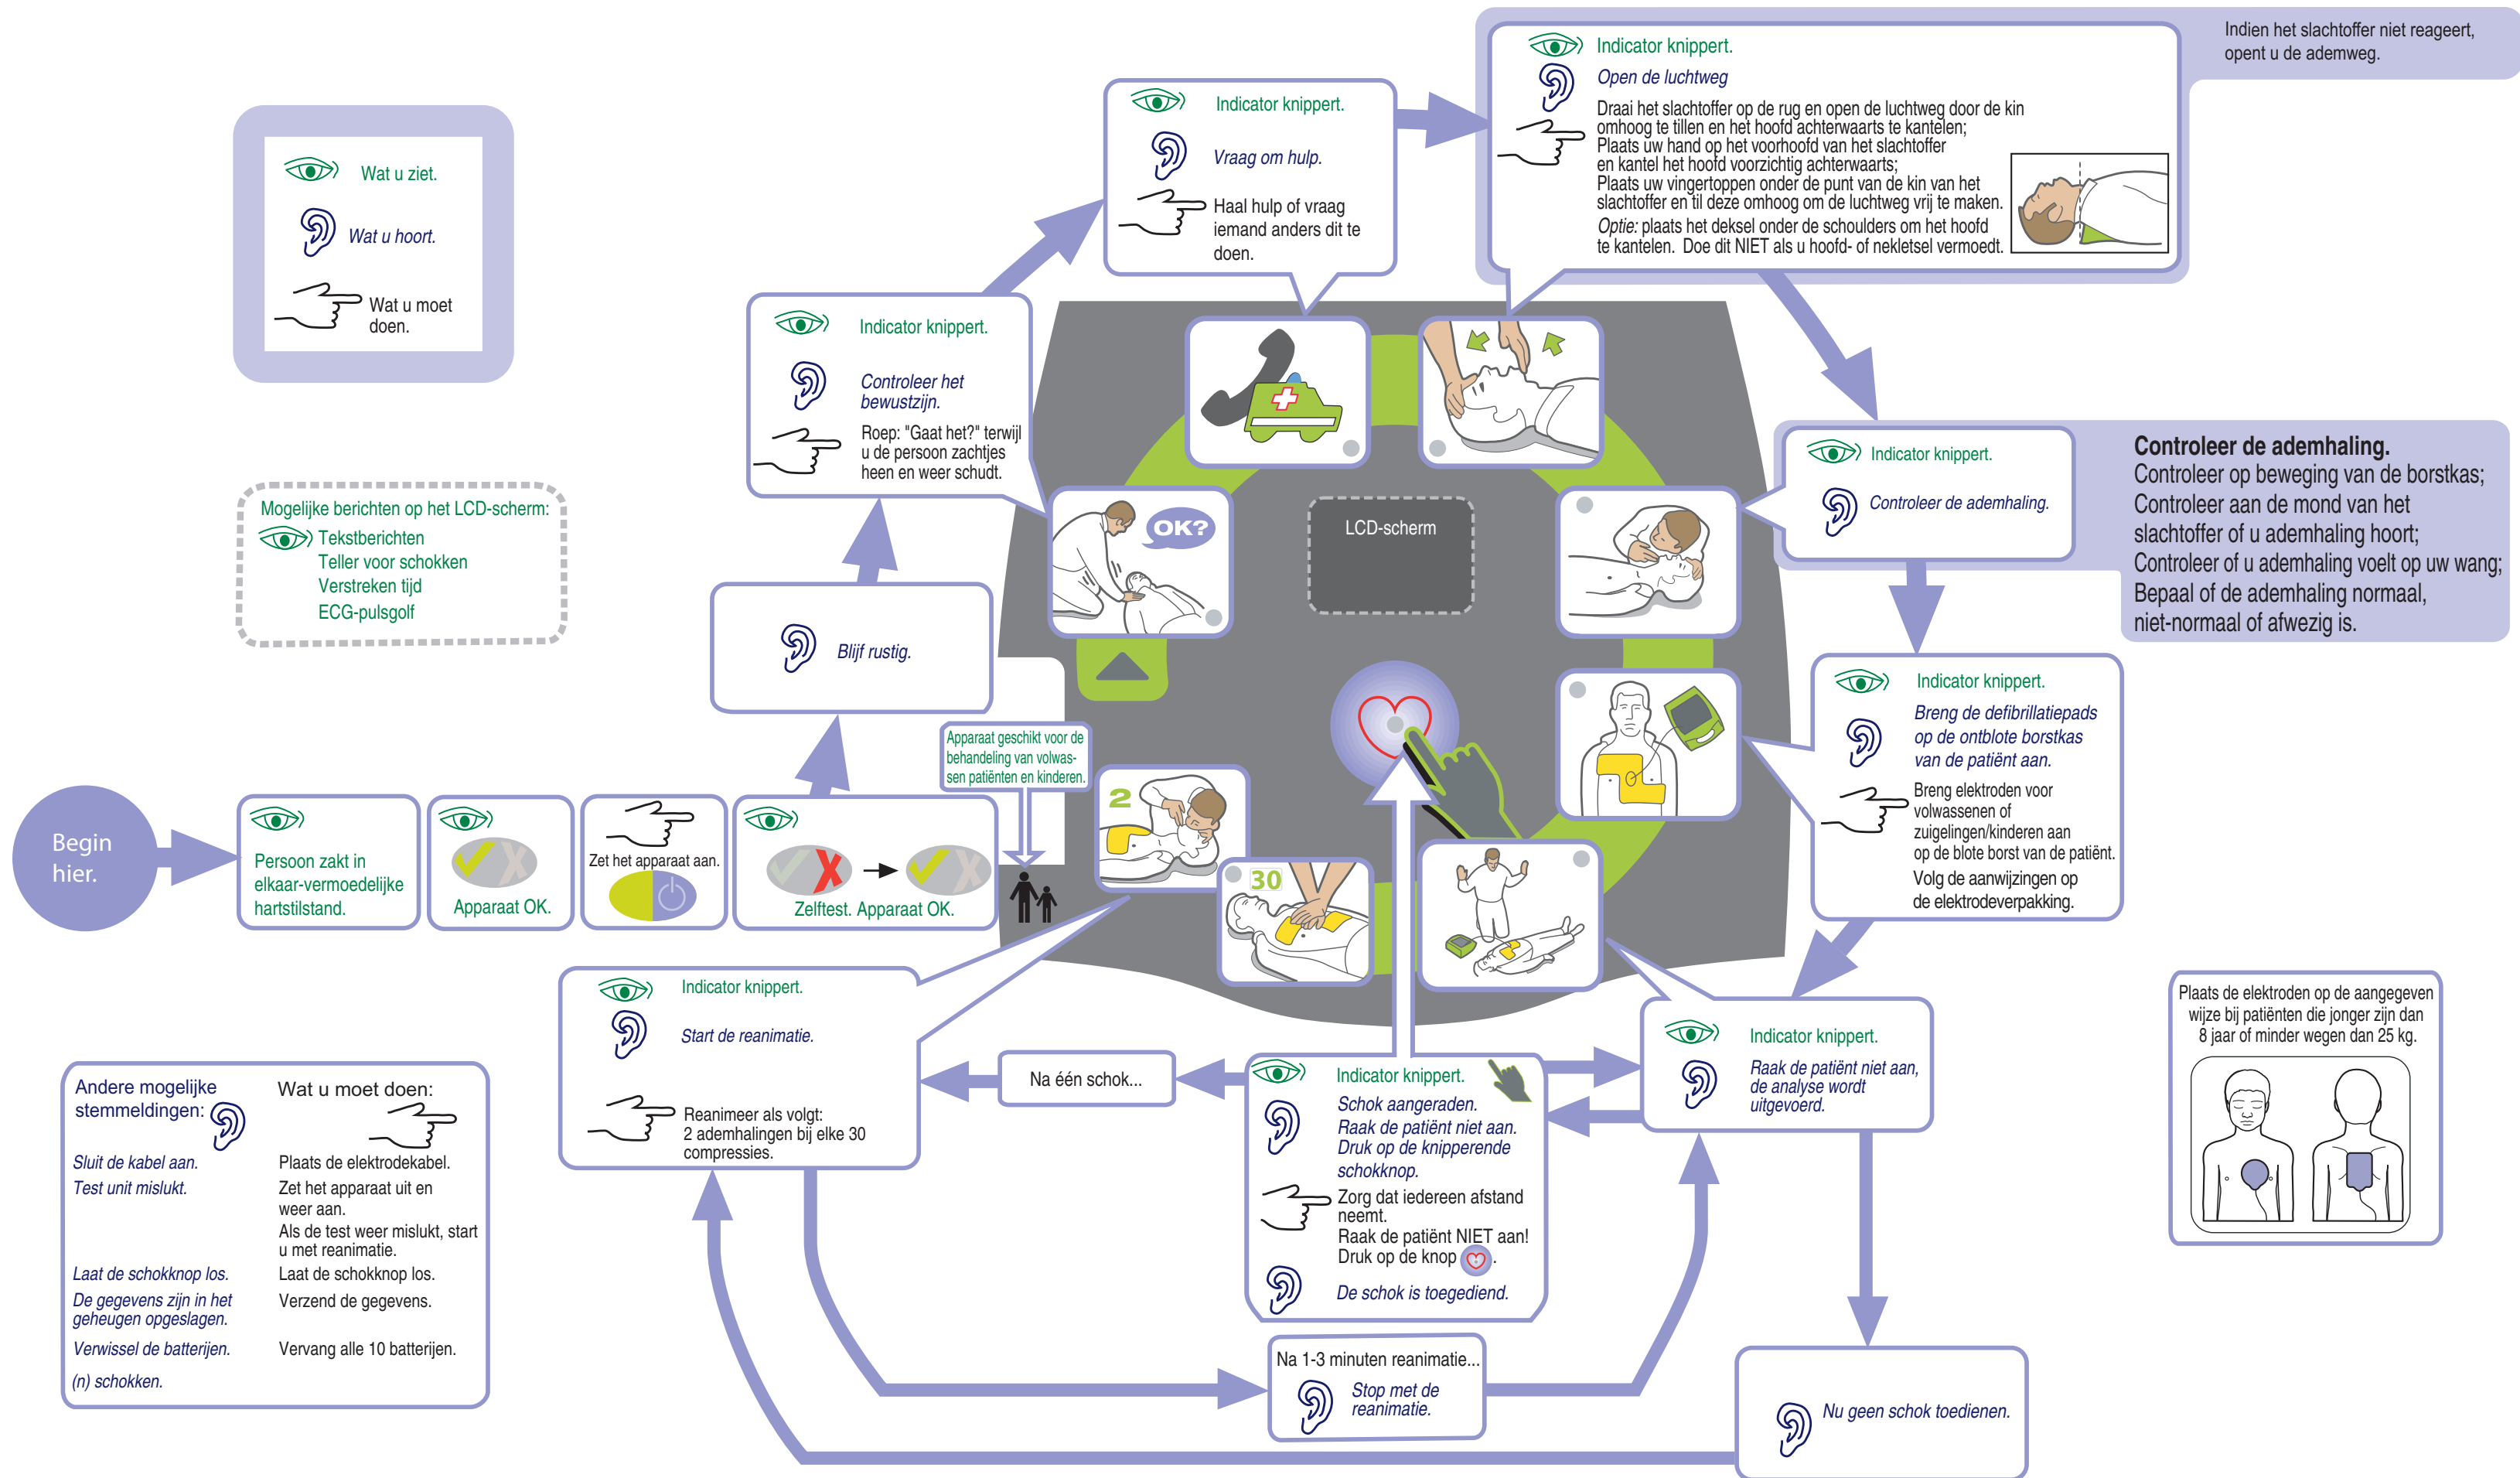 Wat u ziet.
Wat u hoort.
Wat u moet
doen.
Mogelijke berichten op het LCD-scherm:
Tekstberichten
Teller voor schokken
Verstreken tijd
ECG-pulsgolf
Begin
hier.
Persoon zakt in
elkaar-vermoedelijke
hartstilstand.
Apparaat OK.
Zet het apparaat aan.
Zelftest. Apparaat OK.
Apparaat geschikt voor de
behandeling van volwas-
sen patiënten en kinderen.
Blijf rustig.
Indicator knippert.
Controleer het
bewustzijn.
Roep: "Gaat het?" terwijl
u de persoon zachtjes
heen en weer schudt.
Indicator knippert.
Vraag om hulp.
Haal hulp of vraag
iemand anders dit te
doen.
Indicator knippert.
Open de luchtweg
Draai het slachtoffer op de rug en open de luchtweg door de kin
omhoog te tillen en het hoofd achterwaarts te kantelen;
Plaats uw hand op het voorhoofd van het slachtoffer
en kantel het hoofd voorzichtig achterwaarts;
Plaats uw vingertoppen onder de punt van de kin van het
slachtoffer en til deze omhoog om de luchtweg vrij te maken.
Optie: plaats het deksel onder de schoulders om het hoofd
te kantelen. Doe dit NIET als u hoofd- of nekletsel vermoedt.
Indien het slachtoffer niet reageert,
opent u de ademweg.
Indicator knippert.
Controleer de ademhaling.
Controleer de ademhaling.
Controleer op beweging van de borstkas;
Controleer aan de mond van het
slachtoffer of u ademhaling hoort;
Controleer of u ademhaling voelt op uw wang;
Bepaal of de ademhaling normaal,
niet-normaal of afwezig is.
OK?
LCD-scherm
2
30
Indicator knippert.
Breng de defibrillatiepads
op de ontblote borstkas
van de patiënt aan.
Breng elektroden voor
volwassenen of
zuigelingen/kinderen aan
op de blote borst van de patiënt.
Volg de aanwijzingen op
de elektrodeverpakking.
Plaats de elektroden op de aangegeven
wijze bij patiënten die jonger zijn dan
8 jaar of minder wegen dan 25 kg.
Indicator knippert.
Raak de patiënt niet aan,
de analyse wordt
uitgevoerd.
Indicator knippert.
Schok aangeraden.
Raak de patiënt niet aan.
Druk op de knipperende
schokknop.
Zorg dat iedereen afstand
neemt.
Raak de patiënt NIET aan!
Druk op de knop .
De schok is toegediend.
Na één schok...
Indicator knippert.
Start de reanimatie.
Reanimeer als volgt:
2 ademhalingen bij elke 30
compressies.
Na 1-3 minuten reanimatie...
Stop met de
reanimatie.
Nu geen schok toedienen.
Andere mogelijke
stemmeldingen:
Wat u moet doen:
Sluit de kabel aan.
Plaats de elektrodekabel.
Test unit mislukt.
Zet het apparaat uit en
weer aan.
Als de test weer mislukt, start
u met reanimatie.
Laat de schokknop los.
Laat de schokknop los.
De gegevens zijn in het
geheugen opgeslagen.
Verzend de gegevens.
Verwissel de batterijen.
Vervang alle 10 batterijen.
(n) schokken.